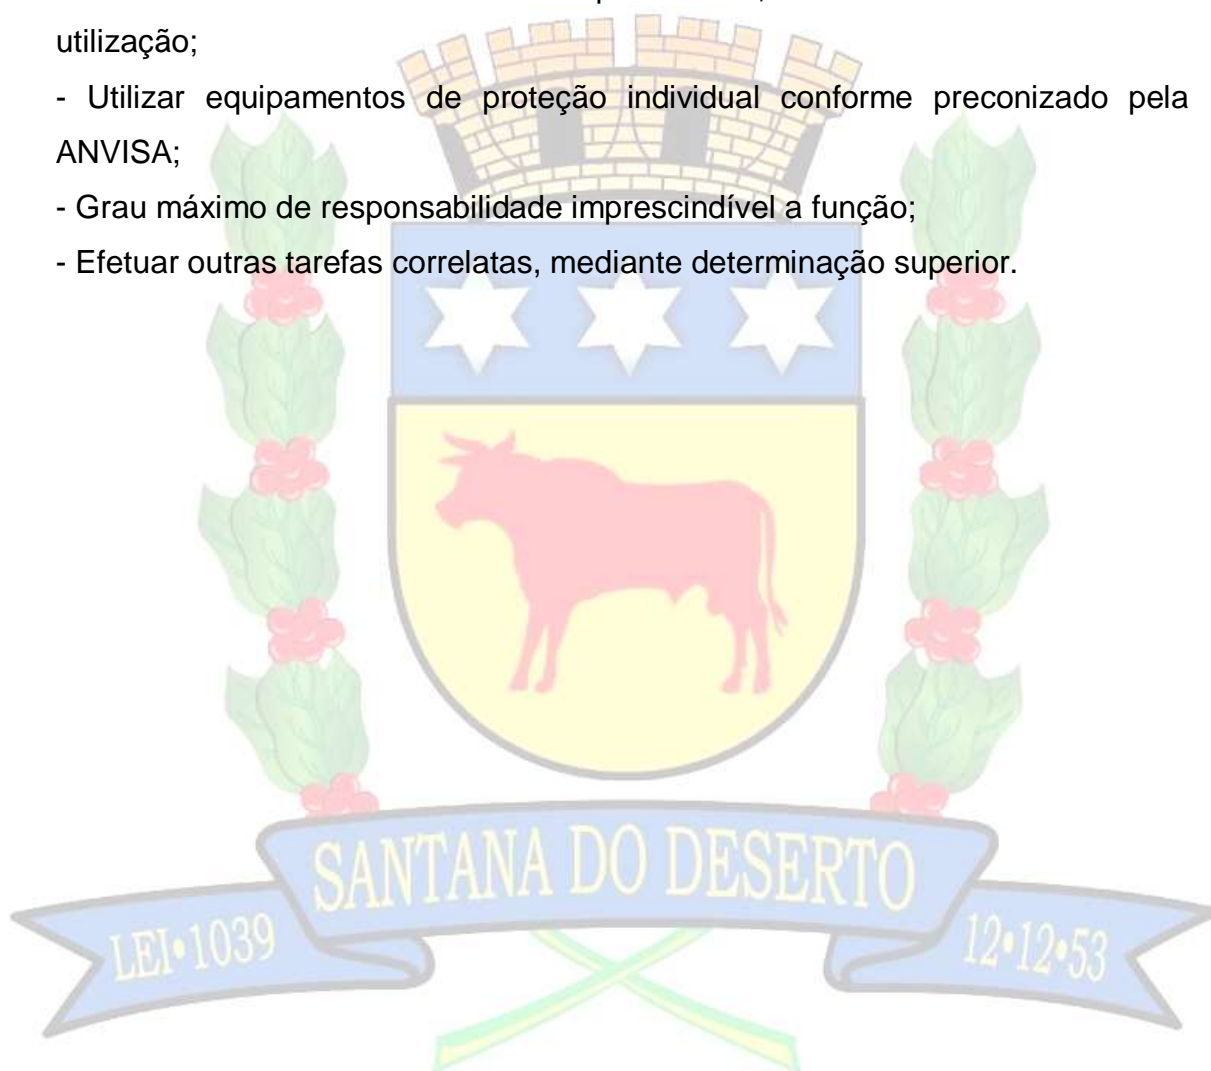 utilização;
- Utilizar equipamentos de proteção individual conforme preconizado pela
ANVISA;
- Grau máximo de responsabilidade imprescindível a função;
- Efetuar outras tarefas correlatas, mediante determinação superior.
SANTANA DO DESERTO
LEI•1039
12•12•53